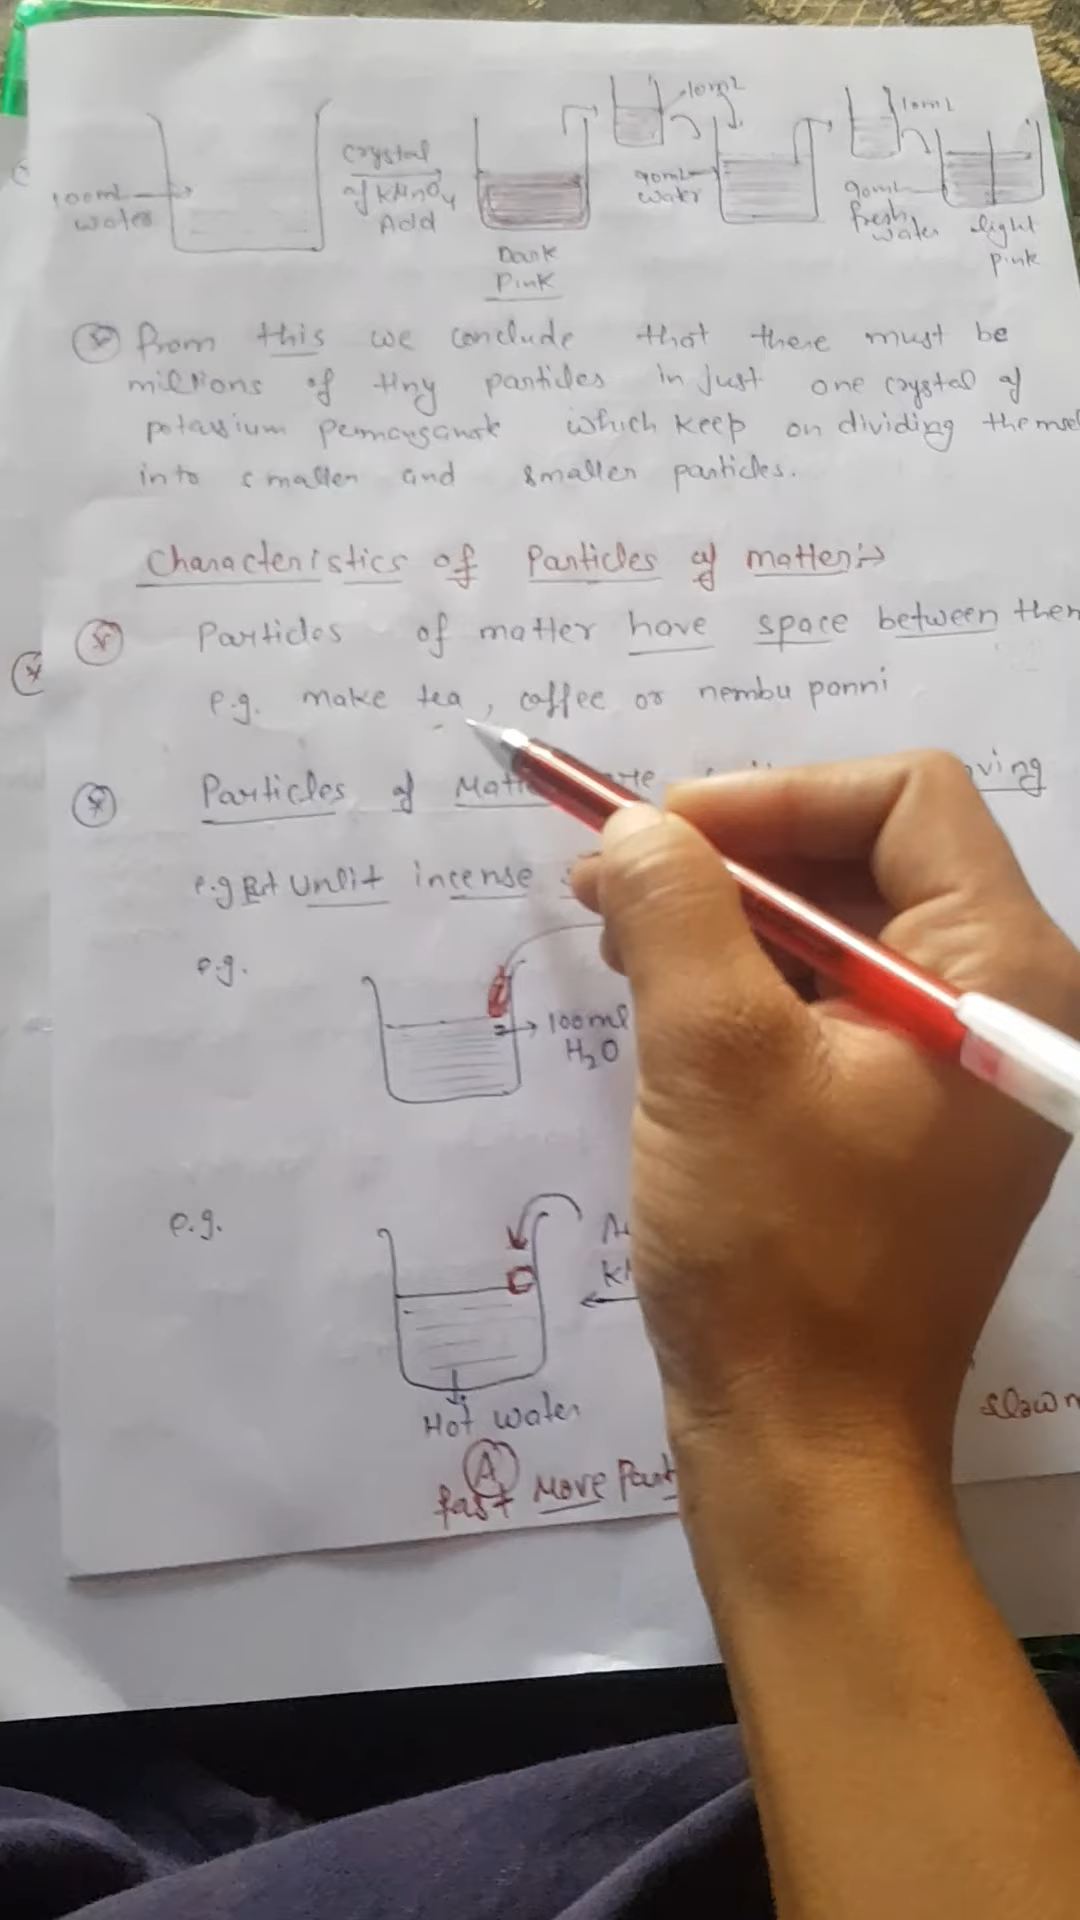 10mL
10mL
100mL water
Crystal
of KMnO4
Add
90mL water
90mL fresh water
light pink
Dark
Pink
From this we conclude that there must be
millions of tiny particles in just one crystal of
potassium permanganate which keep on dividing themsel
into smaller and smaller particles.
Characteristics of Particles of matter:→
Particles of matter have space between them
e.g. make tea, coffee or nembu panni
Particles of Matt are oving
e.g Unlit incense
e.g.
100ml
H2O
e.g.
Hot water
A
fast Move Part
slow